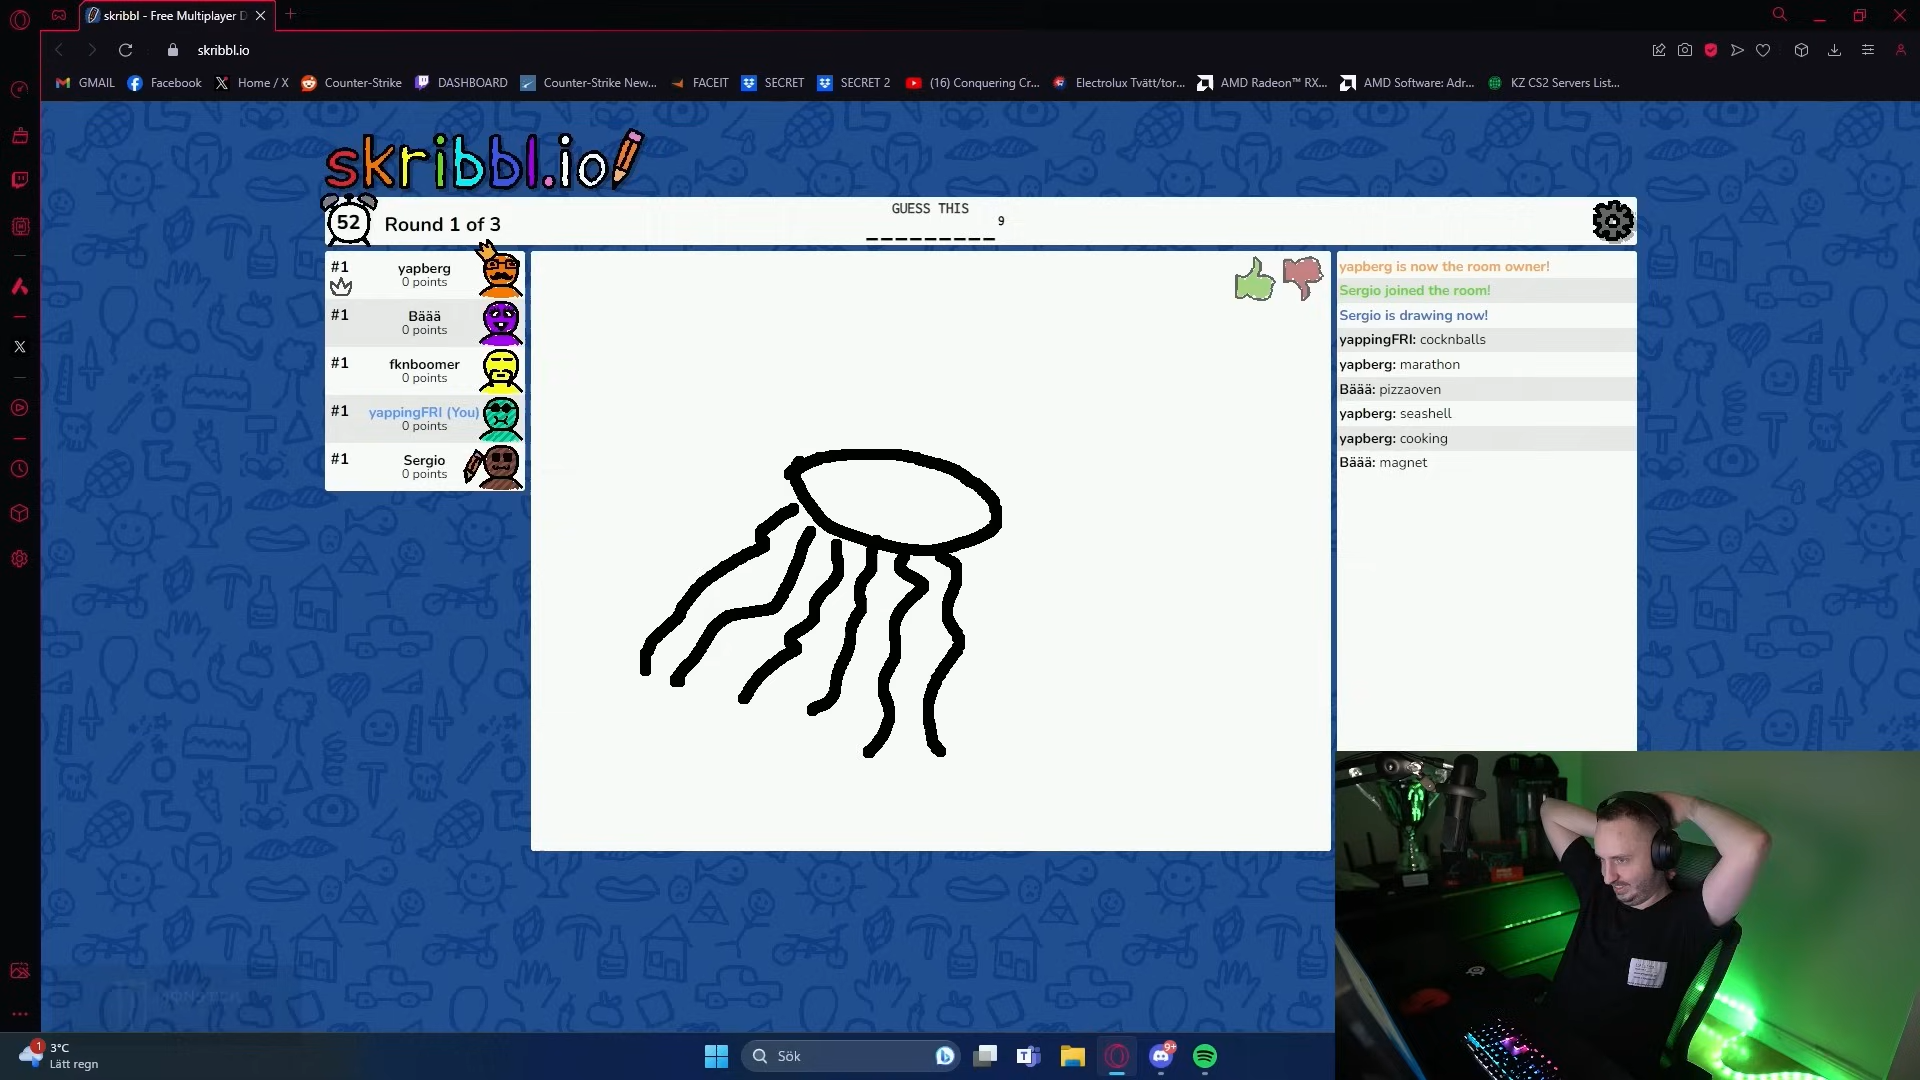 skribbl - Free Multiplayer D
skribbl.io
GMAIL
Facebook
Home / X
Counter-Strike
DASHBOARD
Counter-Strike New...
FACEIT
SECRET
SECRET 2
(16) Conquering Cr...
Electrolux Tvätt/tor...
AMD Radeon™ RX...
AMD Software: Adr...
KZ CS2 Servers List...
skribbl.io
52
Round 1 of 3
GUESS THIS
_________ 9
#1 yapberg
0 points
#1 Bäää
0 points
#1 fknboomer
0 points
#1 yappingFRI (You)
0 points
#1 Sergio
0 points
yapberg is now the room owner!
Sergio joined the room!
Sergio is drawing now!
yappingFRI: cocknballs
yapberg: marathon
Bäää: pizzaoven
yapberg: seashell
yapberg: cooking
Bäää: magnet
1
3°C
Lätt regn
Sök
9+